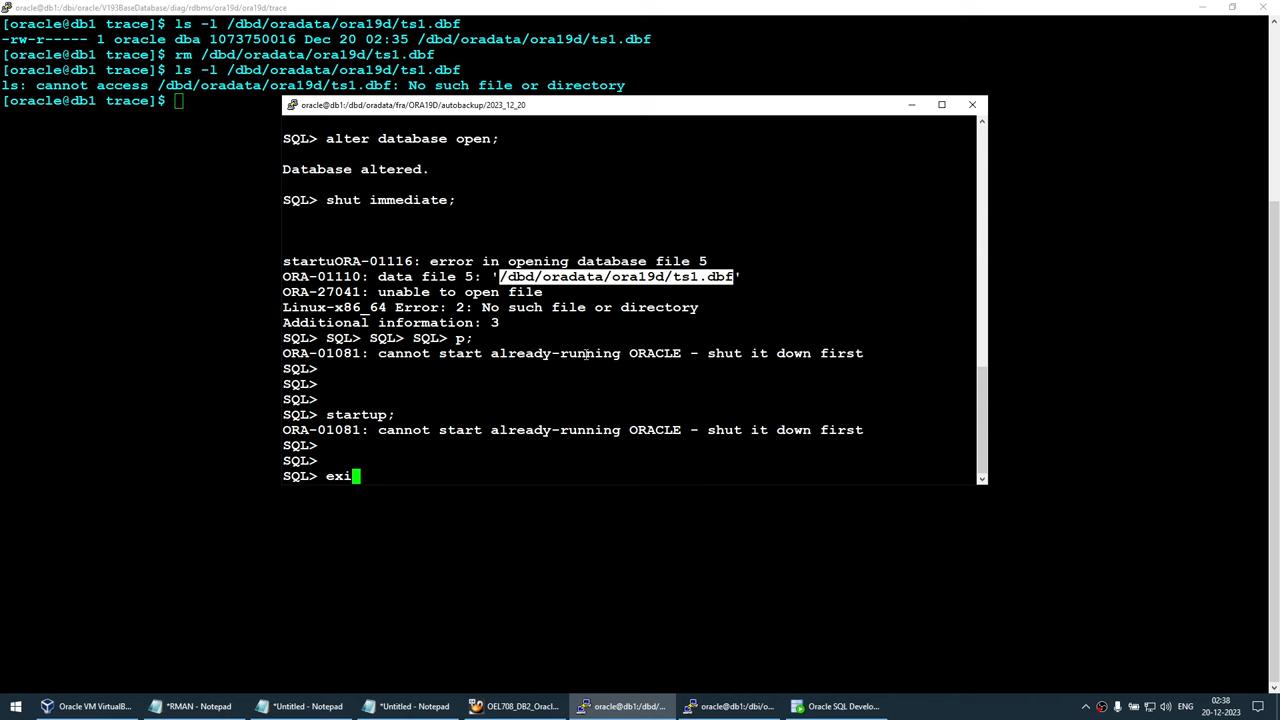 oracle@db1:/dbi/oracle/V193BaseDatabase/diag/rdbms/ora19d/ora19d/trace
[oracle@db1 trace]$ ls -l /dbd/oradata/ora19d/ts1.dbf
-rw-r----- 1 oracle dba 1073750016 Dec 20 02:35 /dbd/oradata/ora19d/ts1.dbf
[oracle@db1 trace]$ rm /dbd/oradata/ora19d/ts1.dbf
[oracle@db1 trace]$ ls -l /dbd/oradata/ora19d/ts1.dbf
ls: cannot access /dbd/oradata/ora19d/ts1.dbf: No such file or directory
[oracle@db1 trace]$
oracle@db1:/dbd/oradata/fra/ORA19D/autobackup/2023_12_20
SQL> alter database open;
Database altered.
SQL> shut immediate;
startuORA-01116: error in opening database file 5
ORA-01110: data file 5: '/dbd/oradata/ora19d/ts1.dbf'
ORA-27041: unable to open file
Linux-x86_64 Error: 2: No such file or directory
Additional information: 3
SQL> SQL> SQL> SQL> p;
ORA-01081: cannot start already-running ORACLE - shut it down first
SQL>
SQL>
SQL>
SQL> startup;
ORA-01081: cannot start already-running ORACLE - shut it down first
SQL>
SQL>
SQL> exi
Oracle VM VirtualB... *RMAN - Notepad *Untitled - Notepad *Untitled - Notepad OEL708_DB2_Oracl... oracle@db1:/dbd/... oracle@db1:/dbi/o... Oracle SQL Develo... ENG 02:38
20-12-2023